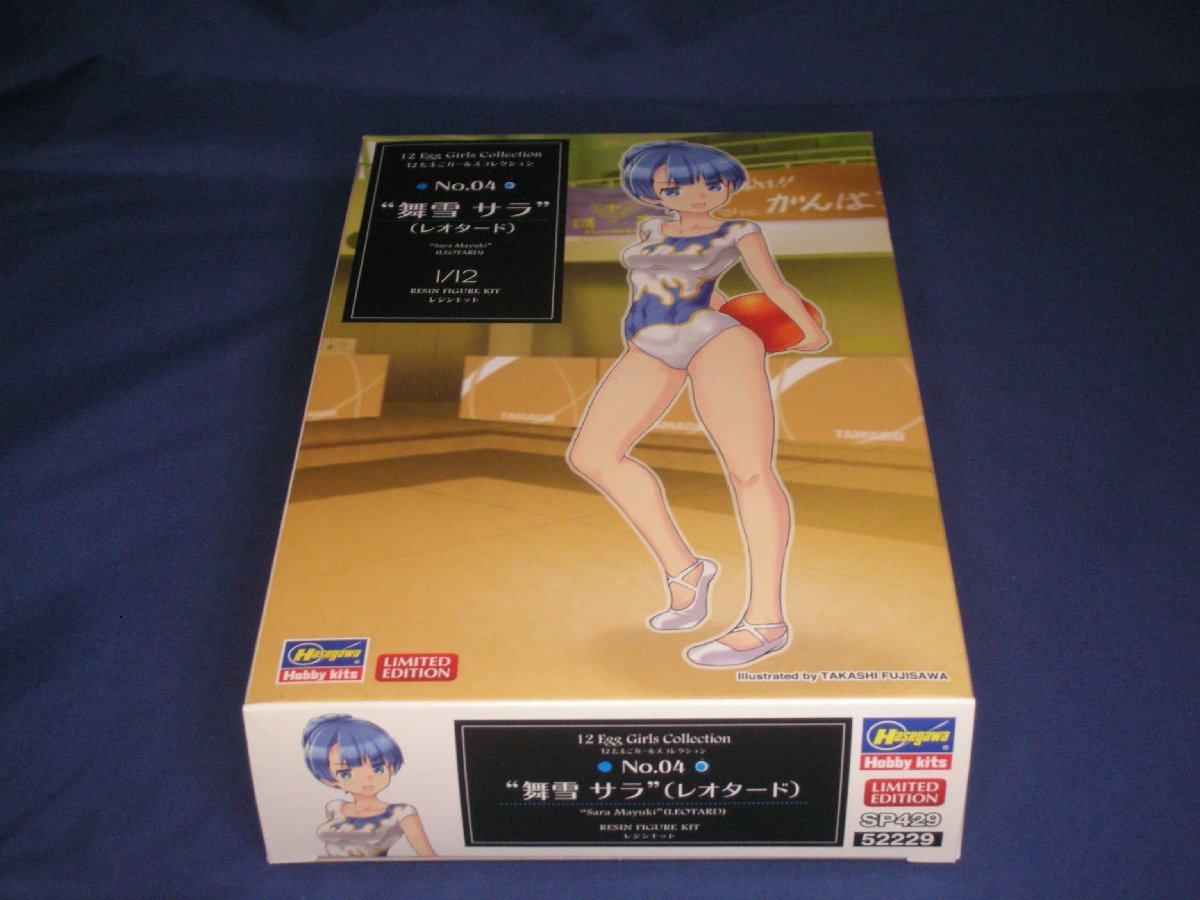 12 Egg Girls Collection
12たまごガールズコレクション
No.04
“舞雪 サラ”
(レオタード)
"Sara Mayuki"
(LEOTARD)
1/12
RESIN FIGURE KIT
レジンキット
がんば
TAMAGO
TAMAGO
Hasegawa
Hobby kits
LIMITED
EDITION
Illustrated by TAKASHI FUJISAWA
12 Egg Girls Collection
12たまごガールズコレクション
No.04
“舞雪 サラ”(レオタード)
"Sara Mayuki"(LEOTARD)
RESIN FIGURE KIT
レジンキット
Hasegawa
Hobby kits
LIMITED
EDITION
SP429
52229